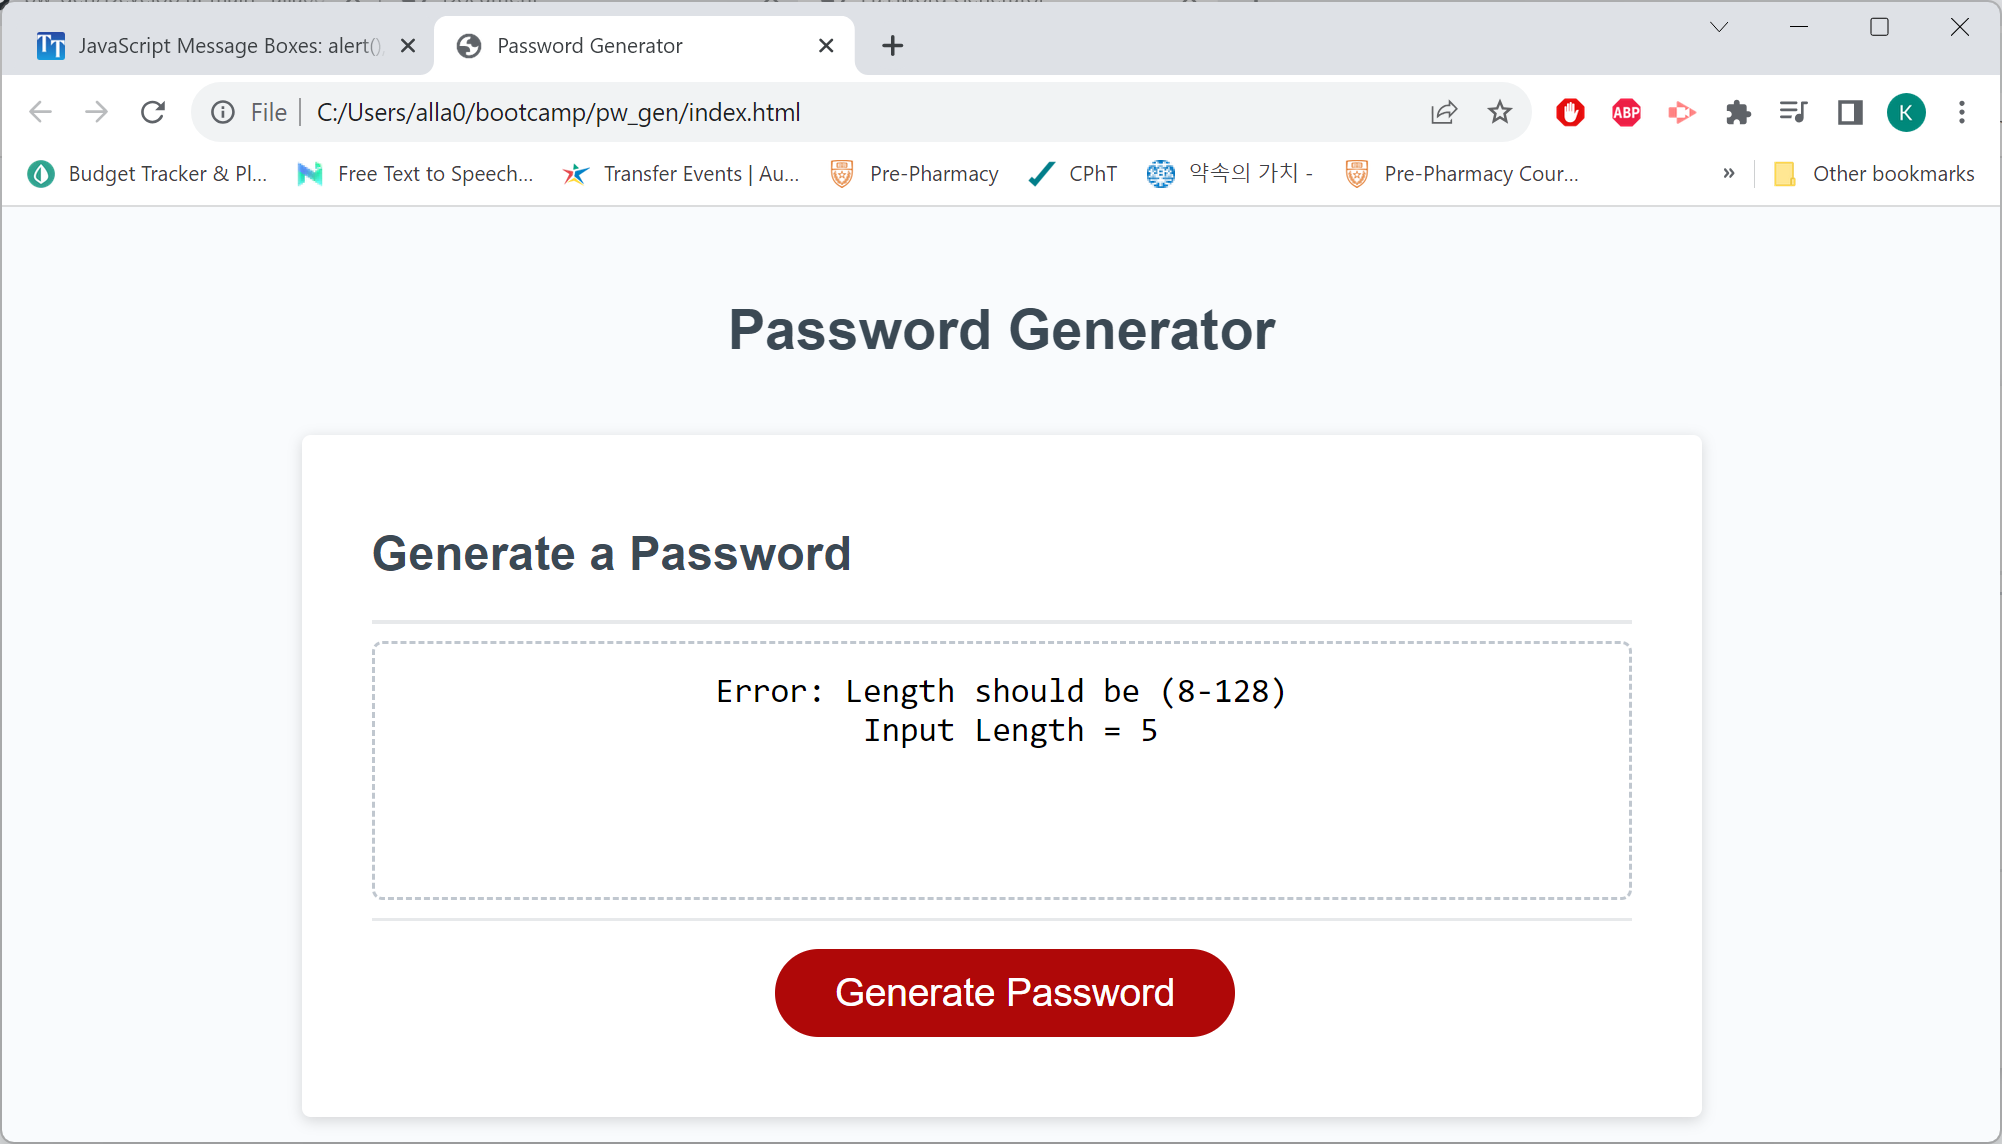 JavaScript Message Boxes: alert()
Password Generator
File
C:/Users/alla0/bootcamp/pw_gen/index.html
ABP
K
Budget Tracker & Pl...
Free Text to Speech...
Transfer Events | Au...
Pre-Pharmacy
CPhT
약속의 가치 -
Pre-Pharmacy Cour...
»
Other bookmarks
Password Generator
Generate a Password
Error: Length should be (8-128)
Input Length = 5
Generate Password